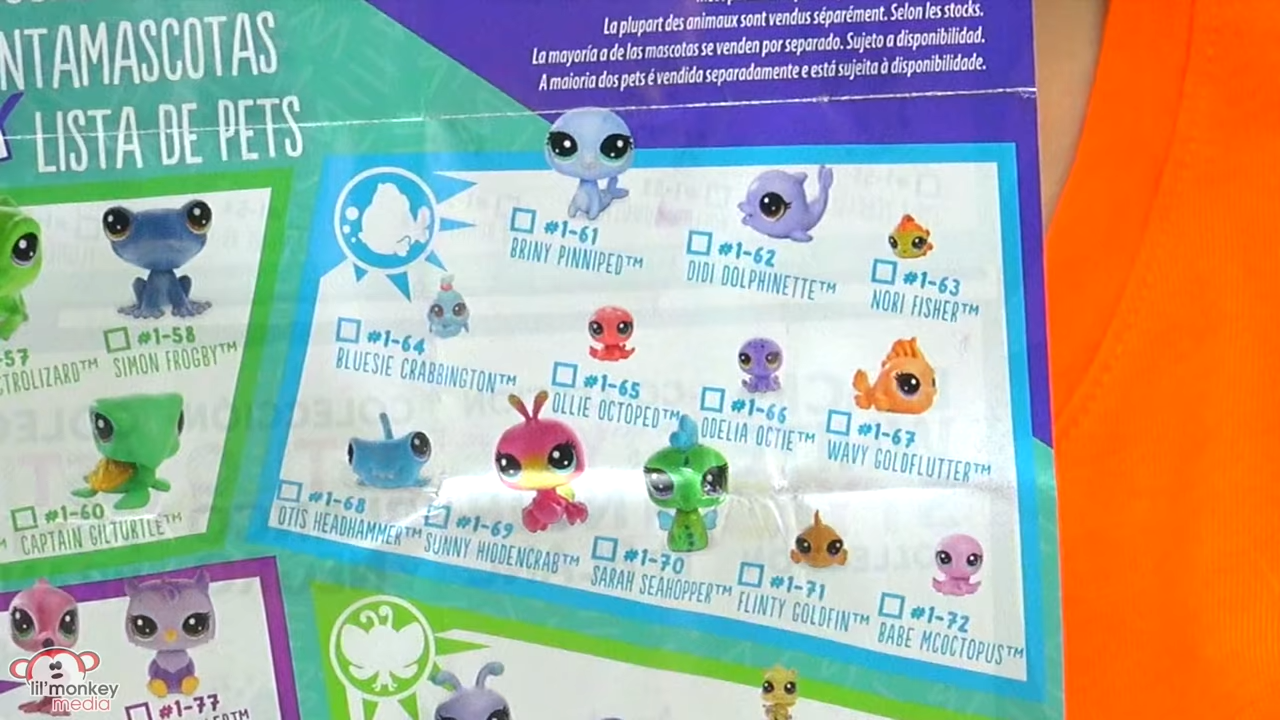 La plupart des animaux sont vendus séparément. Selon les stocks.
La mayoría a de las mascotas se venden por separado. Sujeto a disponibilidad.
A maioria dos pets é vendida separadamente e está sujeita à disponibilidade.
NTAMASCOTAS
LISTA DE PETS
#1-61
BRINY PINNIPED™
#1-62
DIDI DOLPHINETTE™
#1-63
NORI FISHER™
57
TROLIZARD™
#1-58
SIMON FROGBY™
#1-64
BLUESIE CRABBINGTON™
#1-65
OLLIE OCTOPED™
#1-66
ODELIA OCTIE™
#1-67
WAVY GOLDFLUTTER™
#1-60
CAPTAIN GILTURTLE™
#1-68
OTIS HEADHAMMER™
#1-69
SUNNY HIDDENCRAB™
#1-70
SARAH SEAHOPPER™
#1-71
FLINTY GOLDFIN™
#1-72
BABE MCOCTOPUS™
#1-77
lil'monkey
media